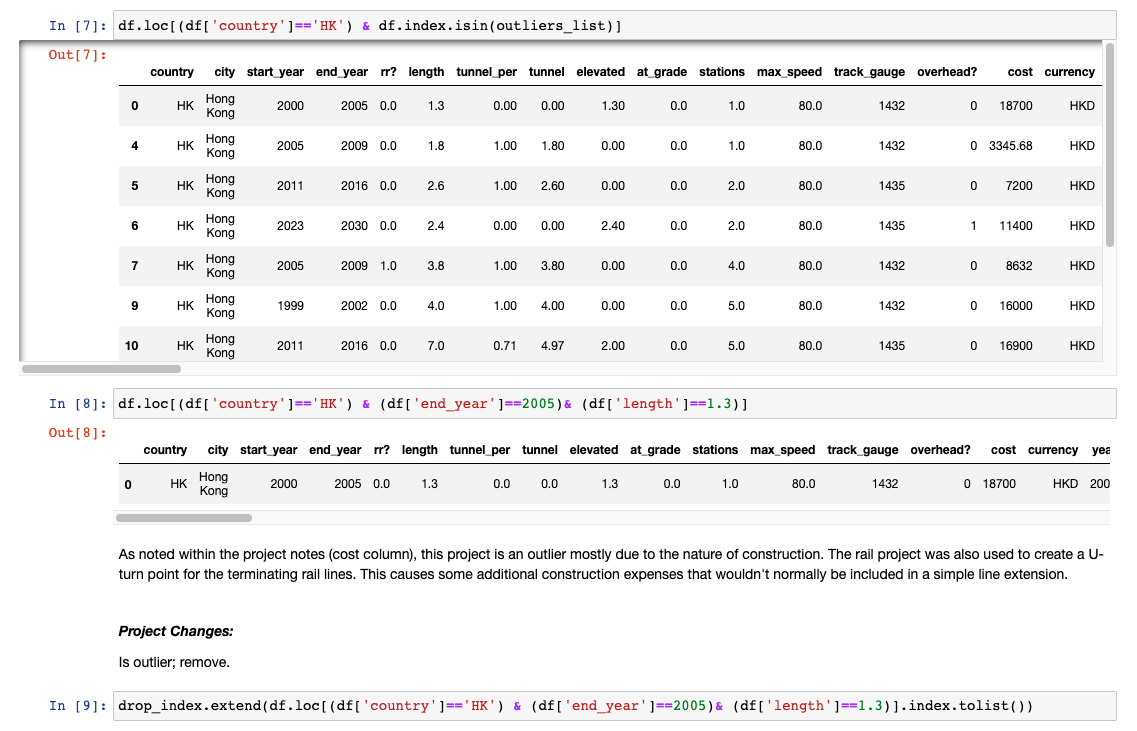 In [7]: df.loc[(df['country']=='HK') & df.index.isin(outliers_list)]
Out[7]:
country city start_year end_year rr? length tunnel_per tunnel elevated at_grade stations max_speed track_gauge overhead? cost currency
0 HK Hong Kong 2000 2005 0.0 1.3 0.00 0.00 1.30 0.0 1.0 80.0 1432 0 18700 HKD
4 HK Hong Kong 2005 2009 0.0 1.8 1.00 1.80 0.00 0.0 1.0 80.0 1432 0 3345.68 HKD
5 HK Hong Kong 2011 2016 0.0 2.6 1.00 2.60 0.00 0.0 2.0 80.0 1435 0 7200 HKD
6 HK Hong Kong 2023 2030 0.0 2.4 0.00 0.00 2.40 0.0 2.0 80.0 1435 1 11400 HKD
7 HK Hong Kong 2005 2009 1.0 3.8 1.00 3.80 0.00 0.0 4.0 80.0 1432 0 8632 HKD
9 HK Hong Kong 1999 2002 0.0 4.0 1.00 4.00 0.00 0.0 5.0 80.0 1432 0 16000 HKD
10 HK Hong Kong 2011 2016 0.0 7.0 0.71 4.97 2.00 0.0 5.0 80.0 1435 0 16900 HKD
In [8]: df.loc[(df['country']=='HK') & (df['end_year']==2005)& (df['length']==1.3)]
Out[8]:
country city start_year end_year rr? length tunnel_per tunnel elevated at_grade stations max_speed track_gauge overhead? cost currency yea
0 HK Hong Kong 2000 2005 0.0 1.3 0.0 0.0 1.3 0.0 1.0 80.0 1432 0 18700 HKD 200
As noted within the project notes (cost column), this project is an outlier mostly due to the nature of construction. The rail project was also used to create a U-
turn point for the terminating rail lines. This causes some additional construction expenses that wouldn't normally be included in a simple line extension.
Project Changes:
Is outlier; remove.
In [9]: drop_index.extend(df.loc[(df['country']=='HK') & (df['end_year']==2005)& (df['length']==1.3)].index.tolist())